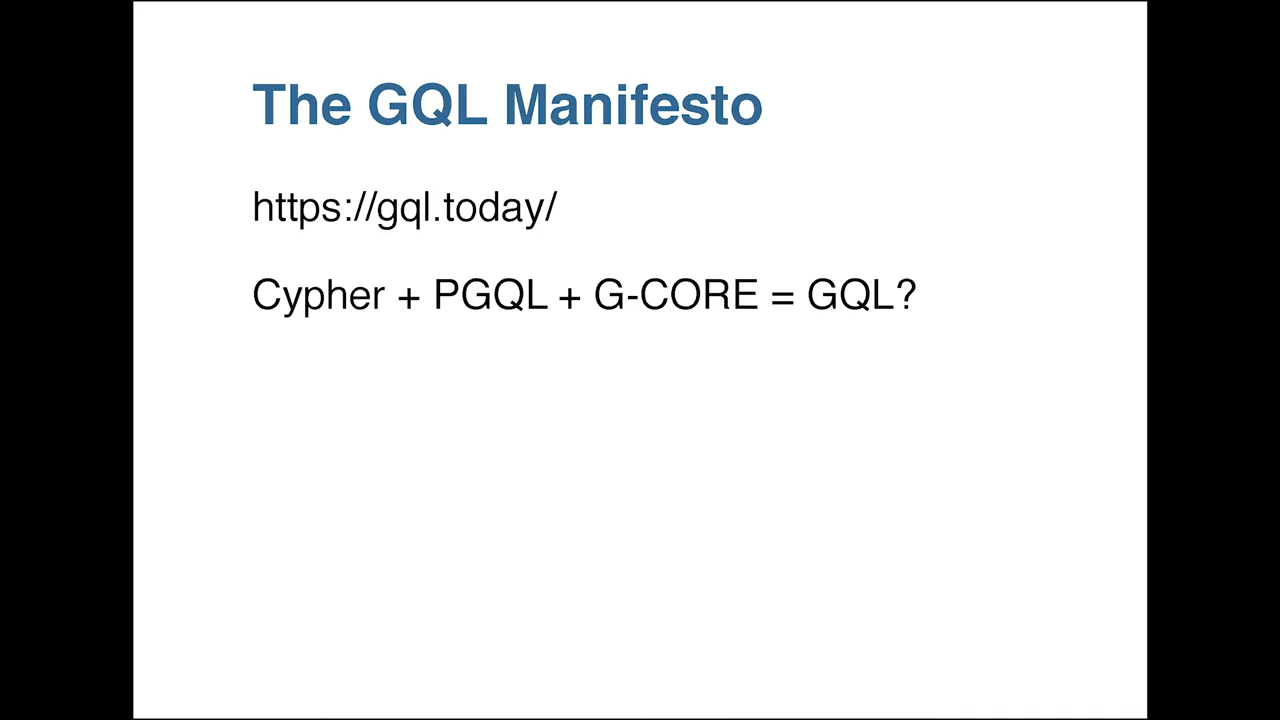 The GQL Manifesto
https://gql.today/
Cypher + PGQL + G-CORE = GQL?